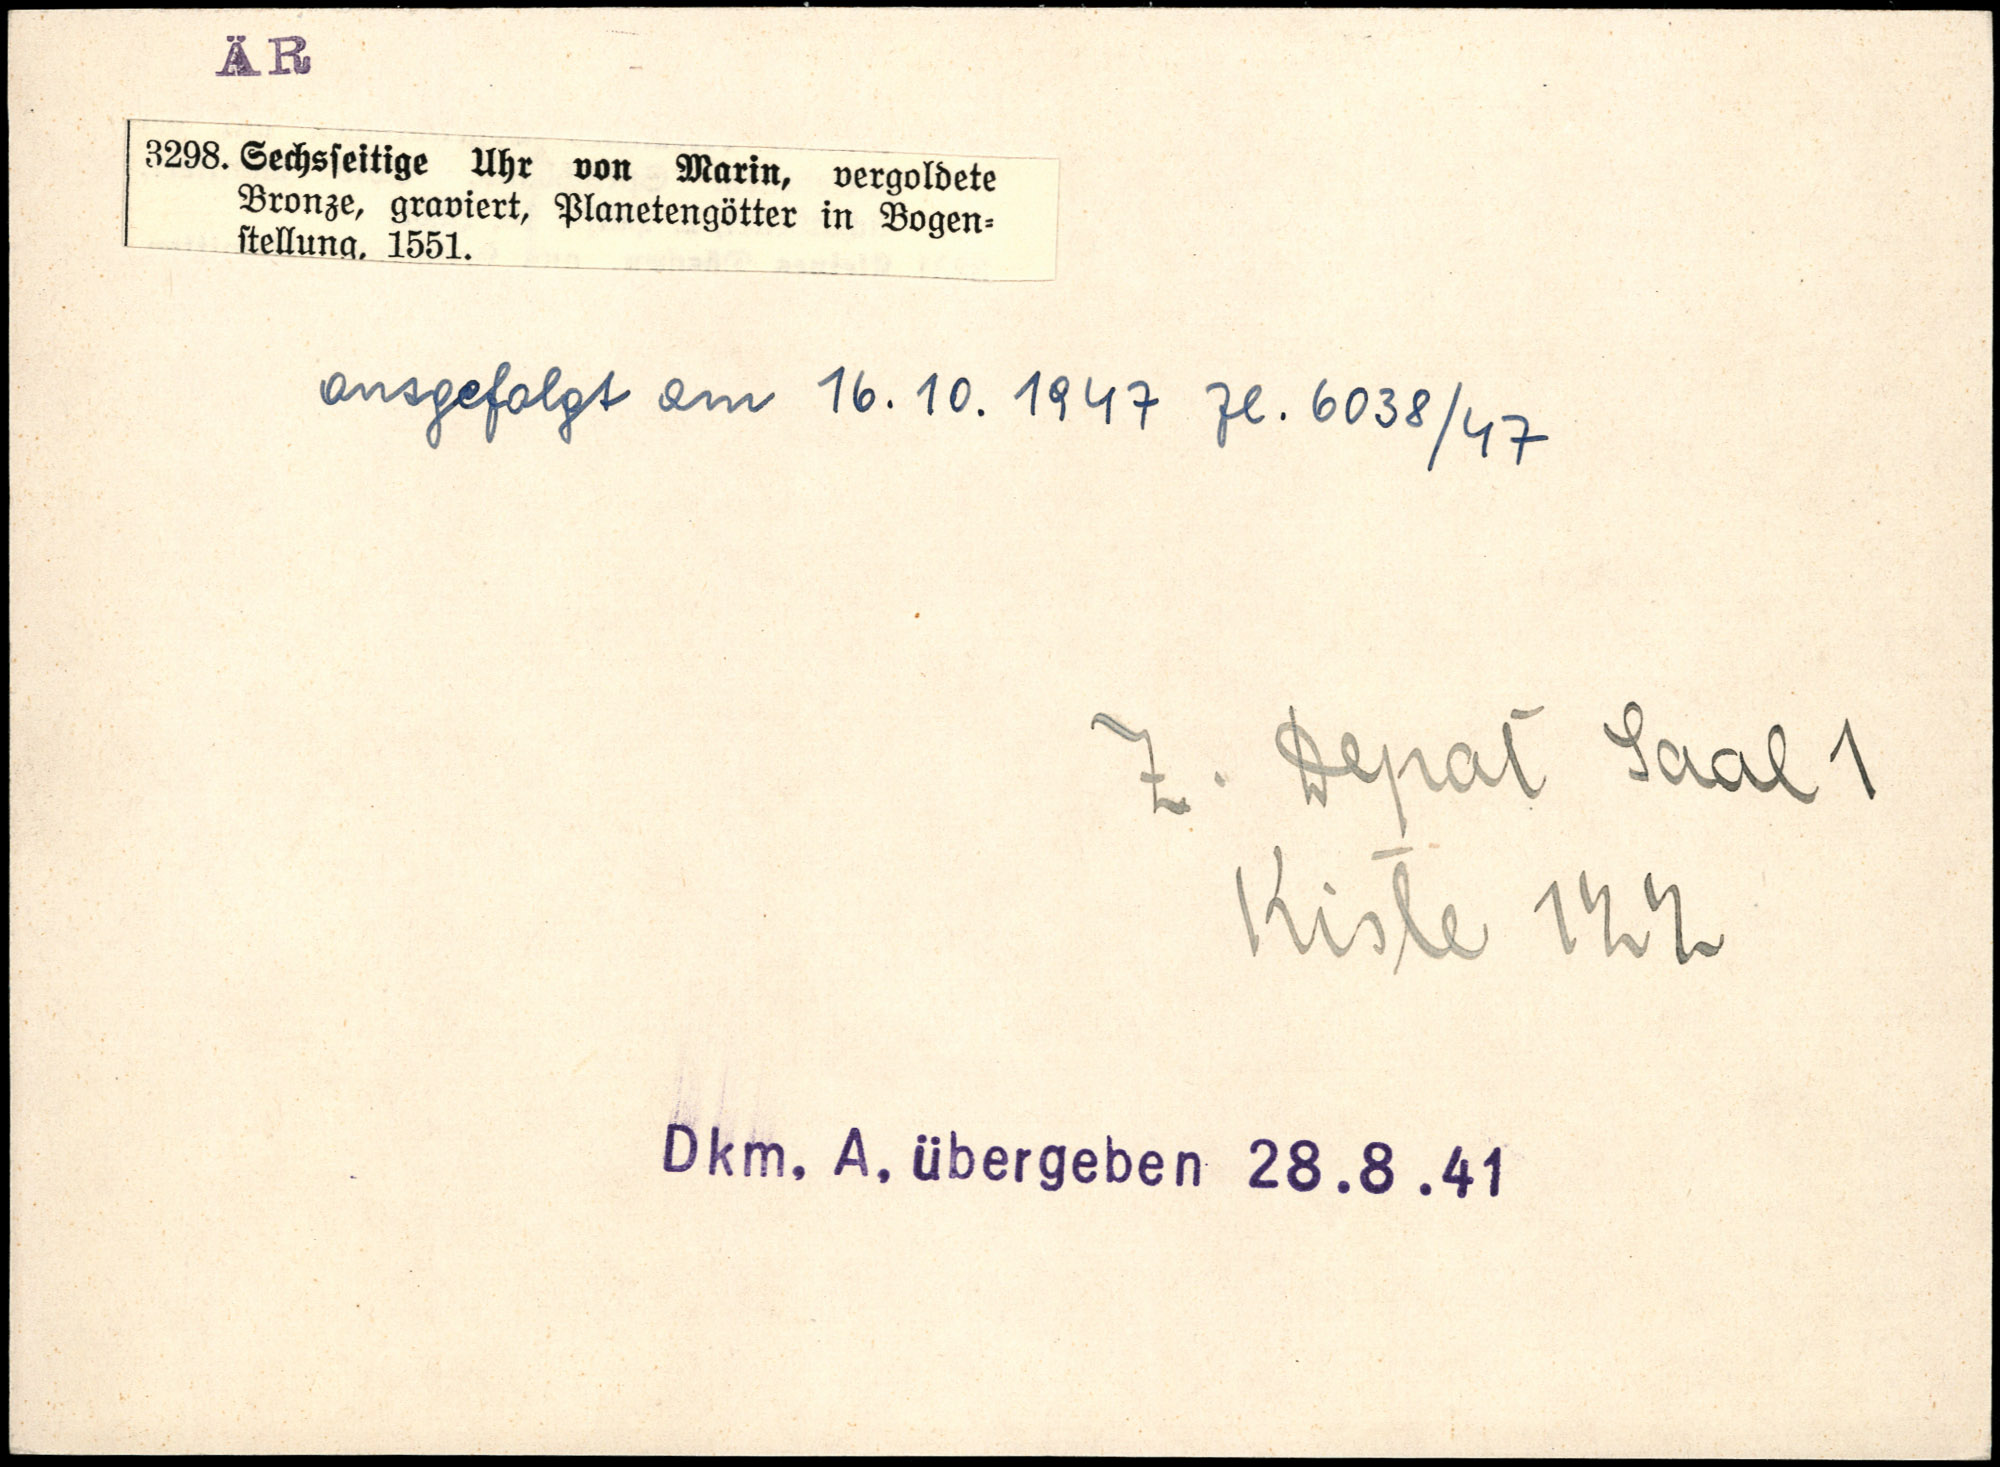 ÄR
3298. Sechsseitige Uhr von Marin, vergoldete
Bronze, graviert, Planetengötter in Bogen-
stellung. 1551.
ausgefolgt am 16.10.1947 Zl. 6038/47
Z. Depot Saal 1
Kiste 122
Dkm. A. übergeben 28.8.41